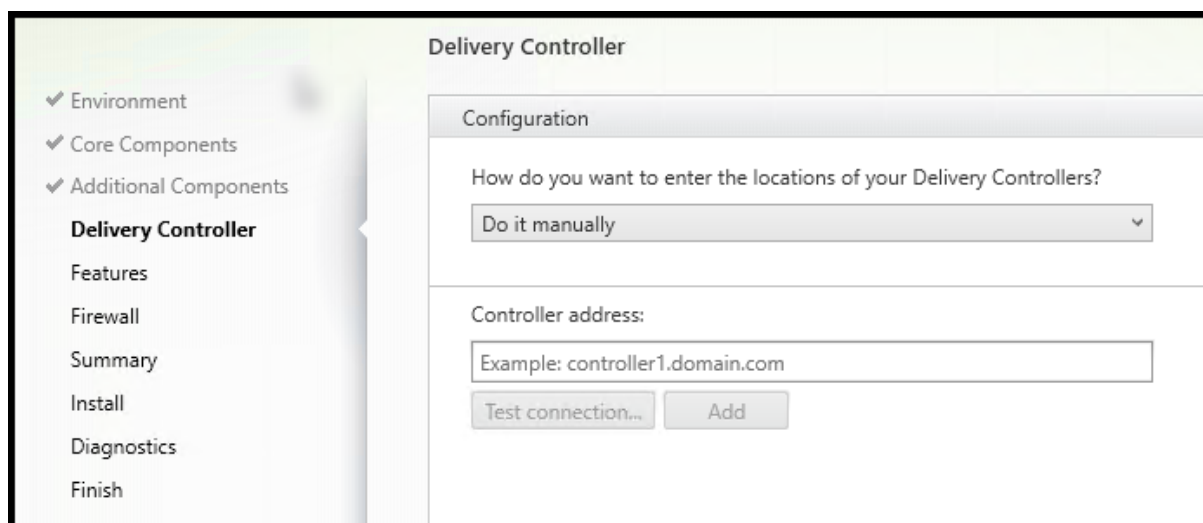 Delivery Controller
Environment
Core Components
Additional Components
Delivery Controller
Features
Firewall
Summary
Install
Diagnostics
Finish
Configuration
How do you want to enter the locations of your Delivery Controllers?
Do it manually
Controller address:
Example: controller1.domain.com
Test connection... Add